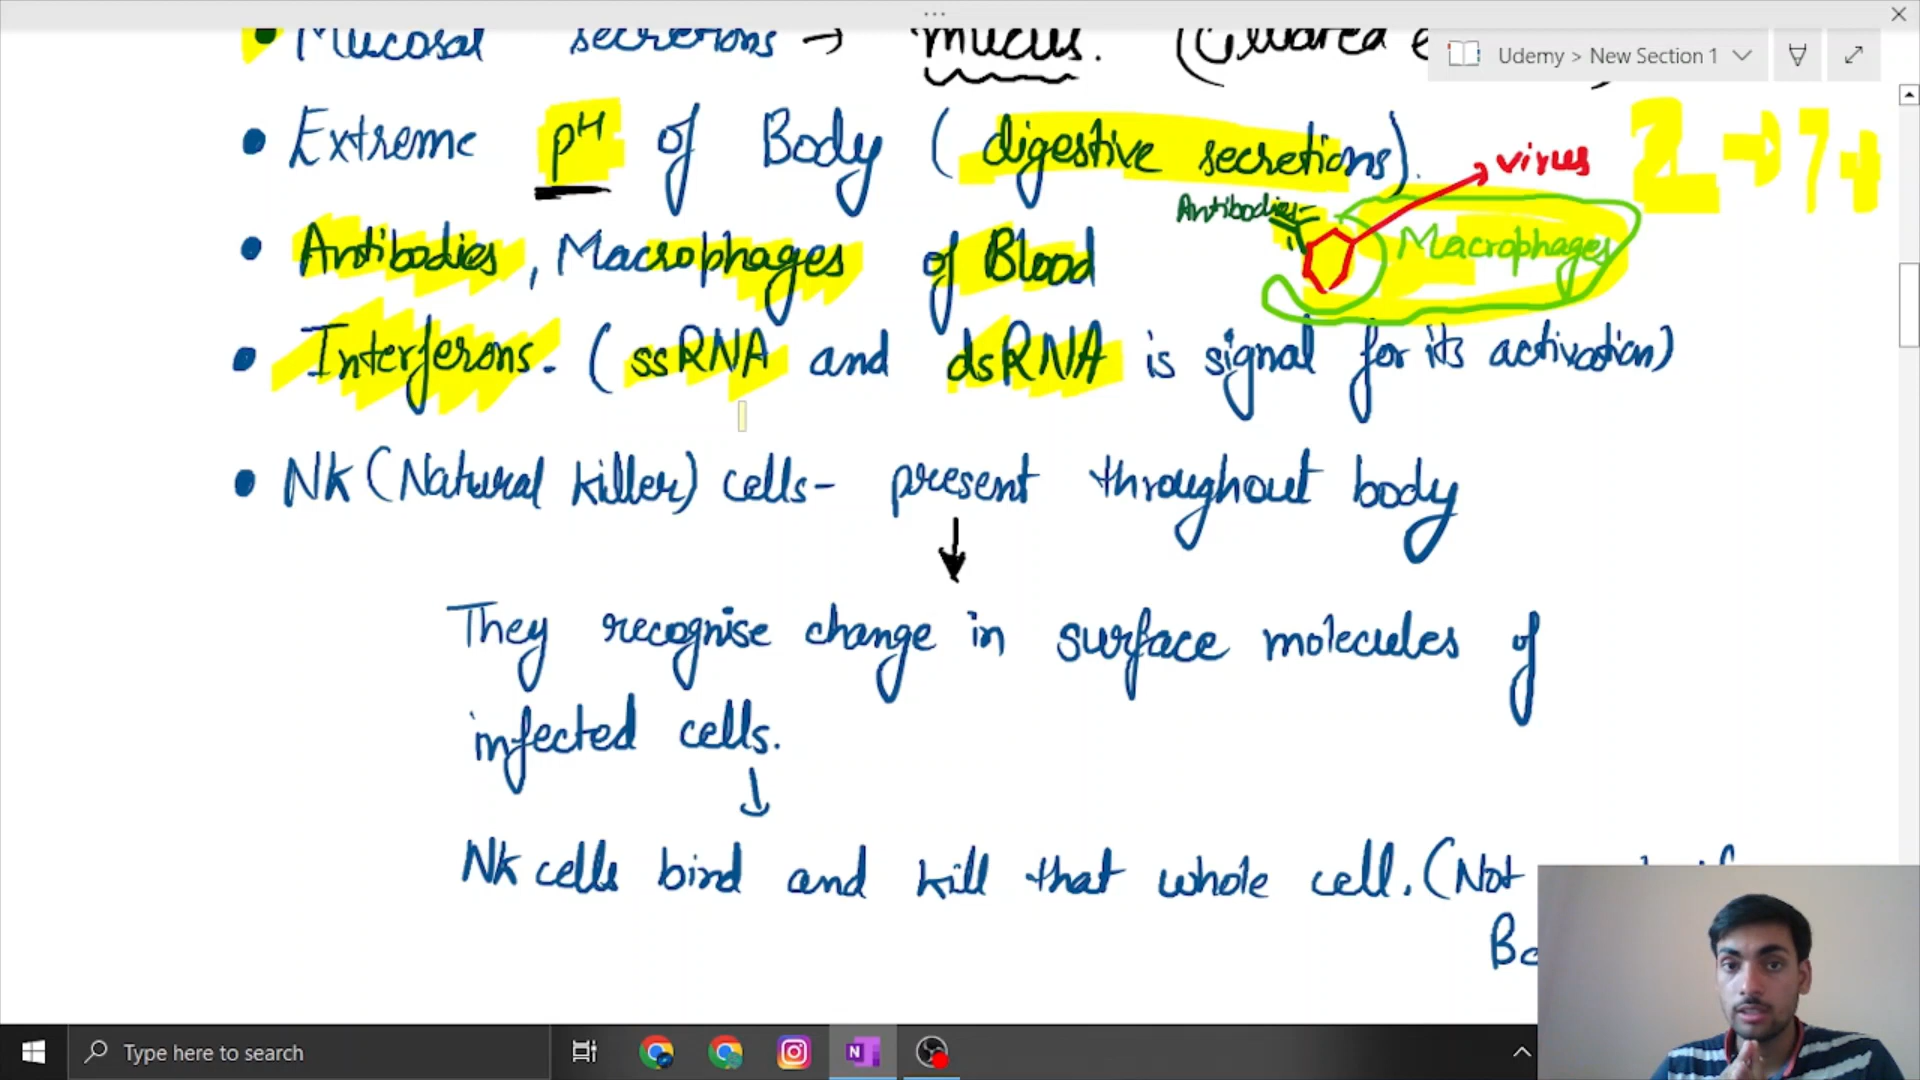 Udemy > New Section 1
• Mucosal secretions → mucus. (
• Extreme pH of Body (digestive secretions).
virus
2 → 7
Antibodies
Macrophages
• Antibodies, Macrophages of Blood
• Interferons. (ssRNA and dsRNA is signal for its activation)
• Nk (Natural killer) cells- present throughout body
↓
They recognise change in surface molecules of
infected cells.
↓
Nk cells bind and kill that whole cell. (Not
Type here to search